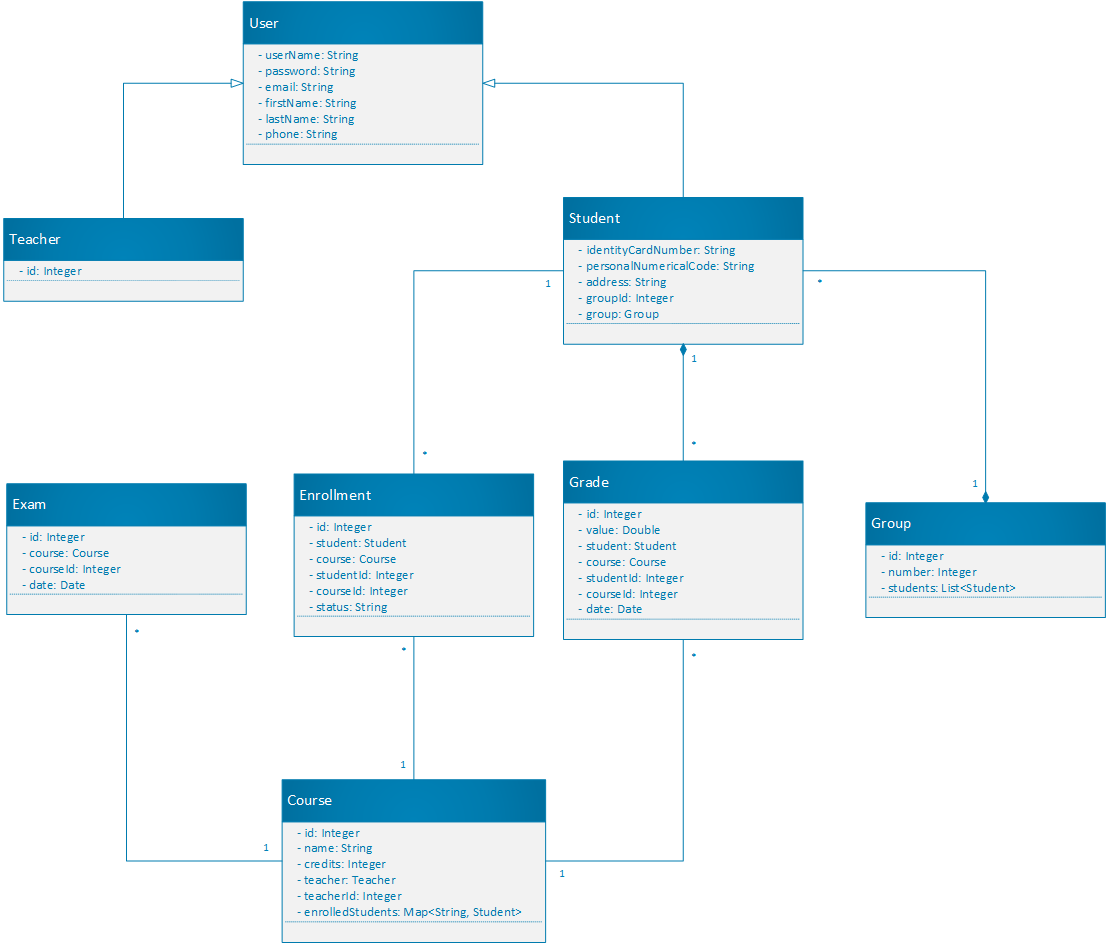 User
- userName: String
- password: String
- email: String
- firstName: String
- lastName: String
- phone: String
Teacher
- id: Integer
Student
- identityCardNumber: String
- personalNumericalCode: String
- address: String
- groupId: Integer
- group: Group
1
*
1
*
*
1
Exam
- id: Integer
- course: Course
- courseId: Integer
- date: Date
*
Enrollment
- id: Integer
- student: Student
- course: Course
- studentId: Integer
- courseId: Integer
- status: String
*
Grade
- id: Integer
- value: Double
- student: Student
- course: Course
- studentId: Integer
- courseId: Integer
- date: Date
*
Group
- id: Integer
- number: Integer
- students: List<Student>
1
1
1
Course
- id: Integer
- name: String
- credits: Integer
- teacher: Teacher
- teacherId: Integer
- enrolledStudents: Map<String, Student>